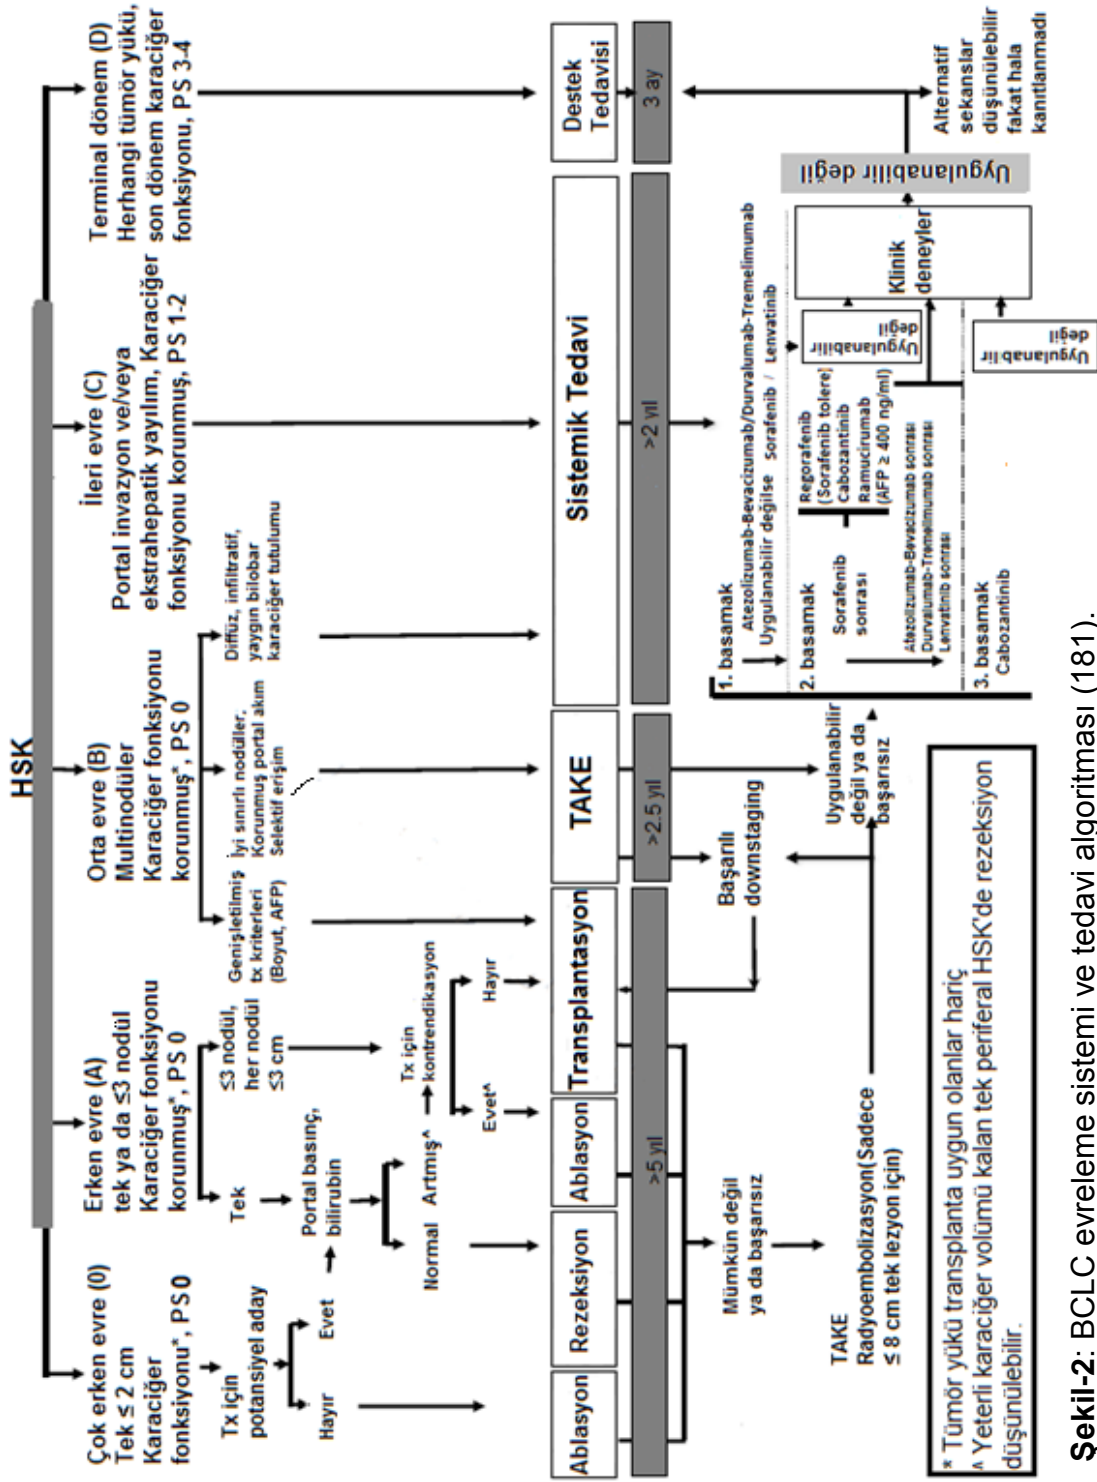 HSK
Çok erken evre (0)
Tek ≤ 2 cm
Karaciğer
fonksiyonu*, PS 0
Erken evre (A)
tek ya da ≤3 nodül
Karaciğer fonksiyonu
korunmuş*, PS 0
Orta evre (B)
Multinodüler
Karaciğer fonksiyonu
korunmuş*, PS 0
İleri evre (C)
Portal invazyon ve/veya
ekstrahepatik yayılım, Karaciğer
fonksiyonu korunmuş, PS 1-2
Terminal dönem (D)
Herhangi tümör yükü,
son dönem karaciğer
fonksiyonu, PS 3-4
Tx için
potansiyel aday
Hayır
Evet
Tek
≤3 nodül,
her nodül
≤3 cm
Portal basınç,
bilirubin
Normal
Artmış^
Tx için
kontrendikasyon
Evet^
Hayır
Genişletilmiş
tx kriterleri
(Boyut, AFP)
İyi sınırlı nodüller,
Korunmuş portal akım
Selektif erişim
Diffüz, infiltratif,
yaygın bilobar
karaciğer tutulumu
Ablasyon
Rezeksiyon
Ablasyon
Transplantasyon
TAKE
Sistemik Tedavi
Destek
Tedavisi
>5 yıl
>2.5 yıl
>2 yıl
3 ay
Mümkün değil
ya da başarısız
TAKE
Radyoembolizasyon(Sadece
≤ 8 cm tek lezyon için)
Başarılı
downstaging
Uygulanabilir
değil ya da
başarısız
1. basamak
Atezolizumab-Bevacizumab/Durvalumab-Tremelimumab
Uygulanabilir değilse Sorafenib / Lenvatinib
2. basamak
Sorafenib
sonrası
Regorafenib
(Sorafenib tolere)
Cabozantinib
Ramucirumab
(AFP ≥ 400 ng/ml)
Atezolizumab-Bevacizumab sonrası
Durvalumab-Tremelimumab sonrası
Lenvatinib sonrası
3. basamak
Cabozantinib
Uygulanabilir
değil
Uygulanabilir
değil
Klinik
deneyler
Uygulanabilir değil
Alternatif
sekanslar
düşünülebilir
fakat hala
kanıtlanmadı
* Tümör yükü transplanta uygun olanlar hariç
^ Yeterli karaciğer volümü kalan tek periferal HSK'de rezeksiyon
düşünülebilir.
Şekil-2: BCLC evreleme sistemi ve tedavi algoritması (181).